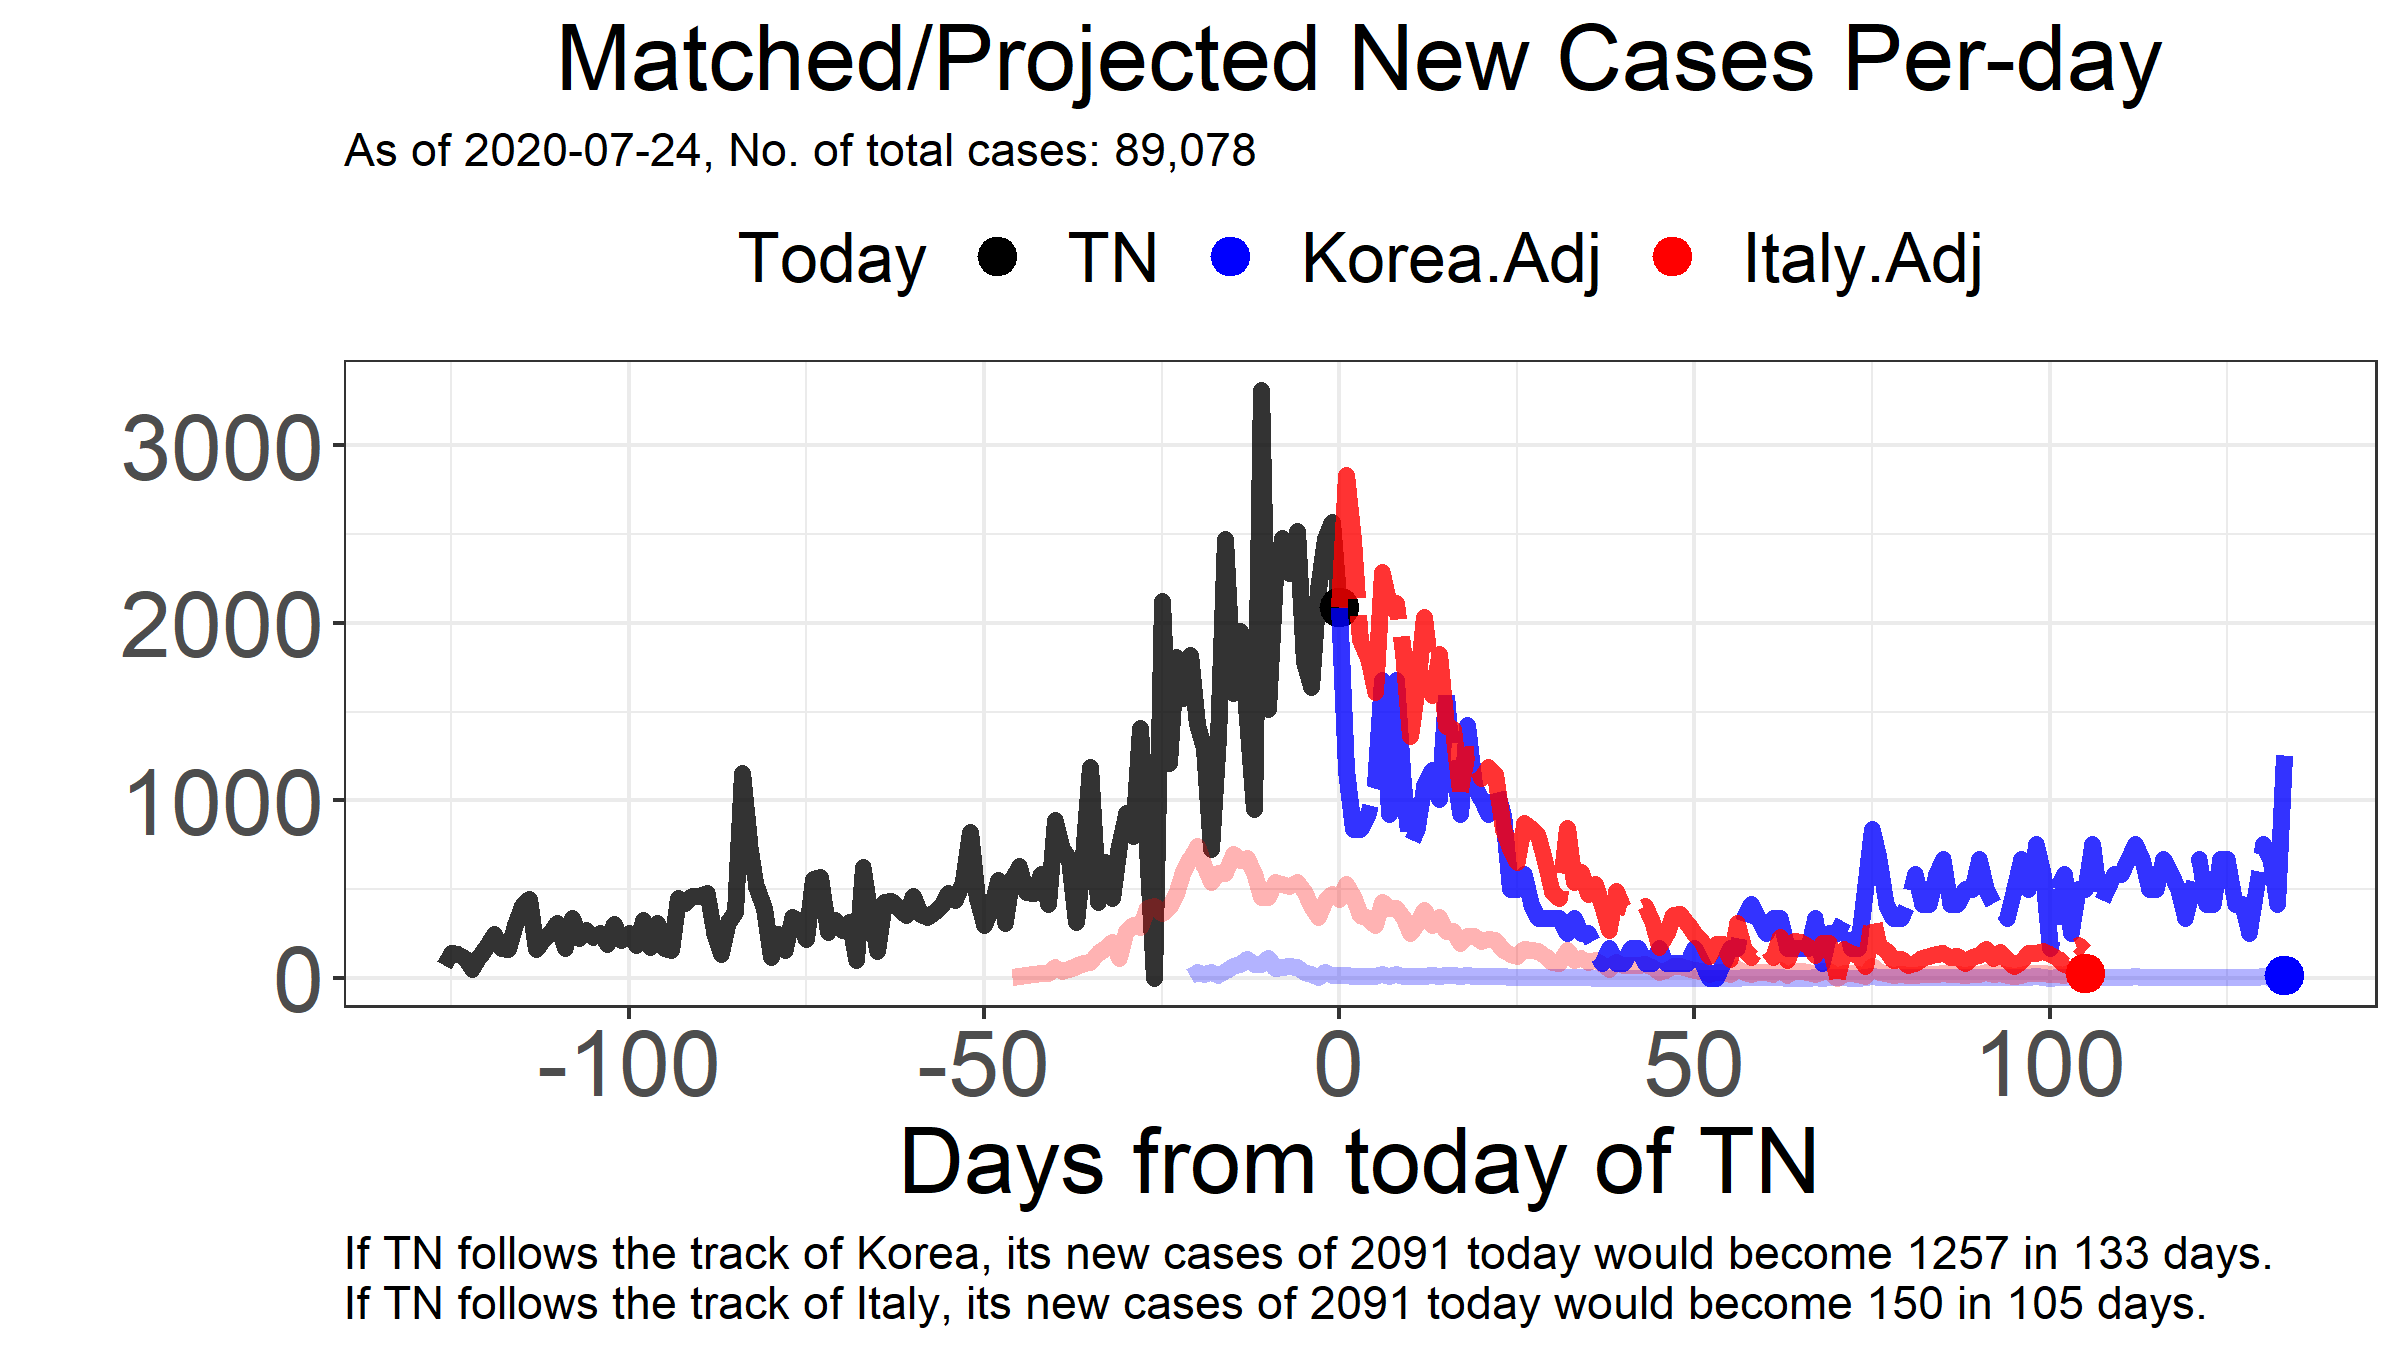 Matched/Projected New Cases Per-day
As of 2020-07-24, No. of total cases: 89,078
Today TN Korea.Adj Italy.Adj
3000
2000
1000
0
-100 -50 0 50 100
Days from today of TN
If TN follows the track of Korea, its new cases of 2091 today would become 1257 in 133 days.
If TN follows the track of Italy, its new cases of 2091 today would become 150 in 105 days.